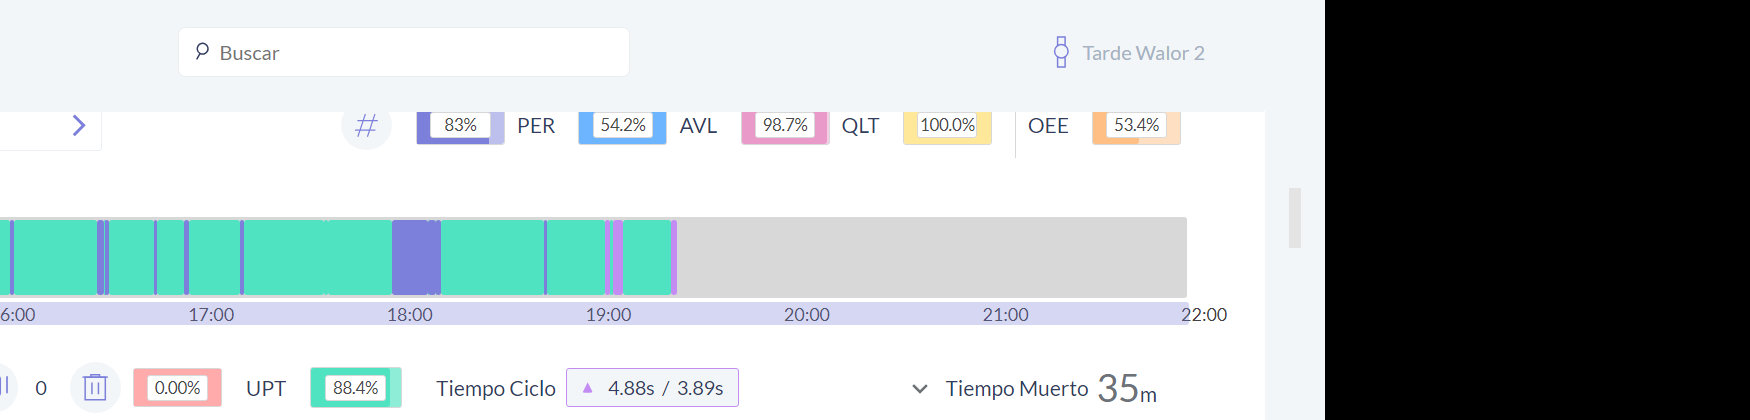 Buscar
Tarde Walor 2
83% PER 54.2% AVL 98.7% QLT 100.0% OEE 53.4%
6:00 17:00 18:00 19:00 20:00 21:00 22:00
0 0.00% UPT 88.4% Tiempo Ciclo 4.88s / 3.89s Tiempo Muerto 35m